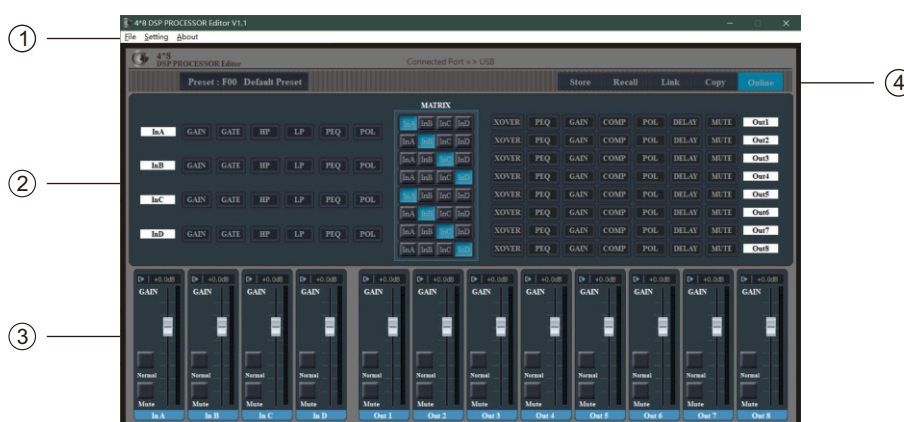 4*8 DSP PROCESSOR Editor V1.1
1
File Setting About
4*8
DSP PROCESSOR Editor
Connected Port => USB
Preset : F00 Default Preset
Store Recall Link Copy Online
4
MATRIX
InA InB InC InD XOVER PEQ GAIN COMP POL DELAY MUTE Out1
InA GAIN GATE HP LP PEQ POL
InA InB InC InD XOVER PEQ GAIN COMP POL DELAY MUTE Out2
InA InB InC InD XOVER PEQ GAIN COMP POL DELAY MUTE Out3
InB GAIN GATE HP LP PEQ POL
InA InB InC InD XOVER PEQ GAIN COMP POL DELAY MUTE Out4
2
InA InB InC InD XOVER PEQ GAIN COMP POL DELAY MUTE Out5
InC GAIN GATE HP LP PEQ POL
InA InB InC InD XOVER PEQ GAIN COMP POL DELAY MUTE Out6
InD GAIN GATE HP LP PEQ POL
InA InB InC InD XOVER PEQ GAIN COMP POL DELAY MUTE Out7
InA InB InC InD XOVER PEQ GAIN COMP POL DELAY MUTE Out8
+0.0dB +0.0dB +0.0dB +0.0dB +0.0dB +0.0dB +0.0dB +0.0dB +0.0dB +0.0dB +0.0dB +0.0dB
GAIN GAIN GAIN GAIN GAIN GAIN GAIN GAIN GAIN GAIN GAIN GAIN
3
Normal Normal Normal Normal Normal Normal Normal Normal Normal Normal Normal Normal
Mute Mute Mute Mute Mute Mute Mute Mute Mute Mute Mute Mute
In A In B In C In D Out 1 Out 2 Out 3 Out 4 Out 5 Out 6 Out 7 Out 8